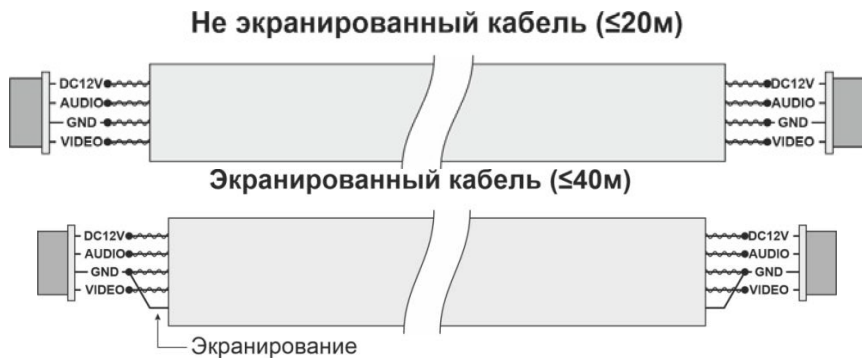 Не экранированный кабель (≤20м)
DC12V DC12V
AUDIO AUDIO
GND GND
VIDEO VIDEO
Экранированный кабель (≤40м)
DC12V DC12V
AUDIO AUDIO
GND GND
VIDEO VIDEO
Экранирование